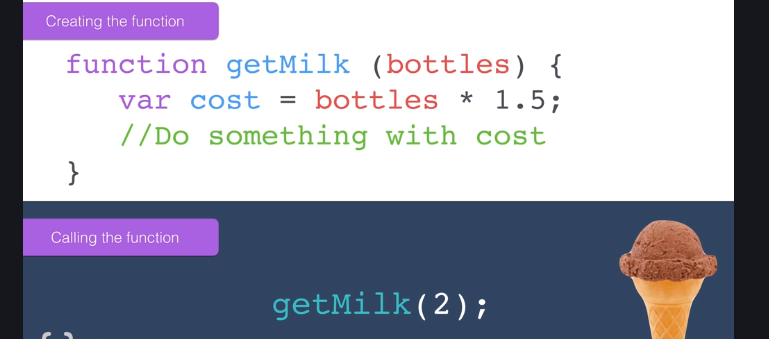 Creating the function
function getMilk (bottles) {
var cost = bottles * 1.5;
//Do something with cost
}
Calling the function
getMilk(2);